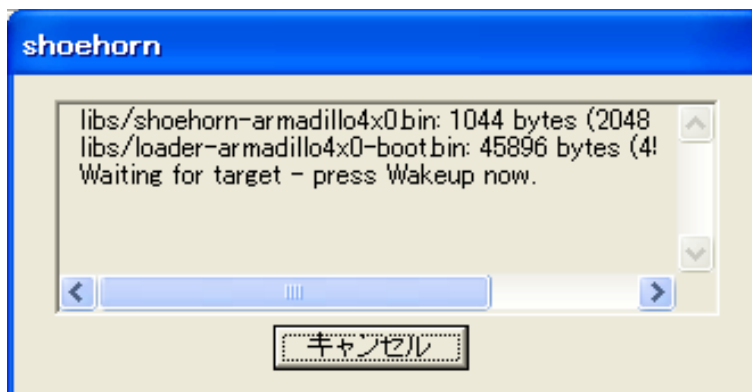 shoehorn
libs/shoehorn-armadillo4x0.bin: 1044 bytes (2048
libs/loader-armadillo4x0-boot.bin: 45896 bytes (4
Waiting for target - press Wakeup now.
キャンセル